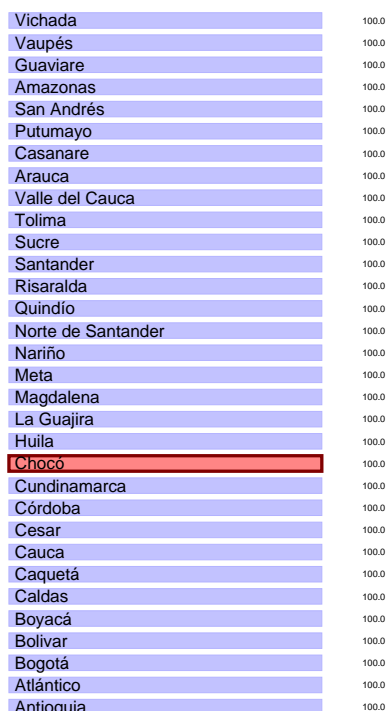 Vichada 100.0
Vaupés 100.0
Guaviare 100.0
Amazonas 100.0
San Andrés 100.0
Putumayo 100.0
Casanare 100.0
Arauca 100.0
Valle del Cauca 100.0
Tolima 100.0
Sucre 100.0
Santander 100.0
Risaralda 100.0
Quindío 100.0
Norte de Santander 100.0
Nariño 100.0
Meta 100.0
Magdalena 100.0
La Guajira 100.0
Huila 100.0
Chocó 100.0
Cundinamarca 100.0
Córdoba 100.0
Cesar 100.0
Cauca 100.0
Caquetá 100.0
Caldas 100.0
Boyacá 100.0
Bolivar 100.0
Bogotá 100.0
Atlántico 100.0
Antioquia 100.0